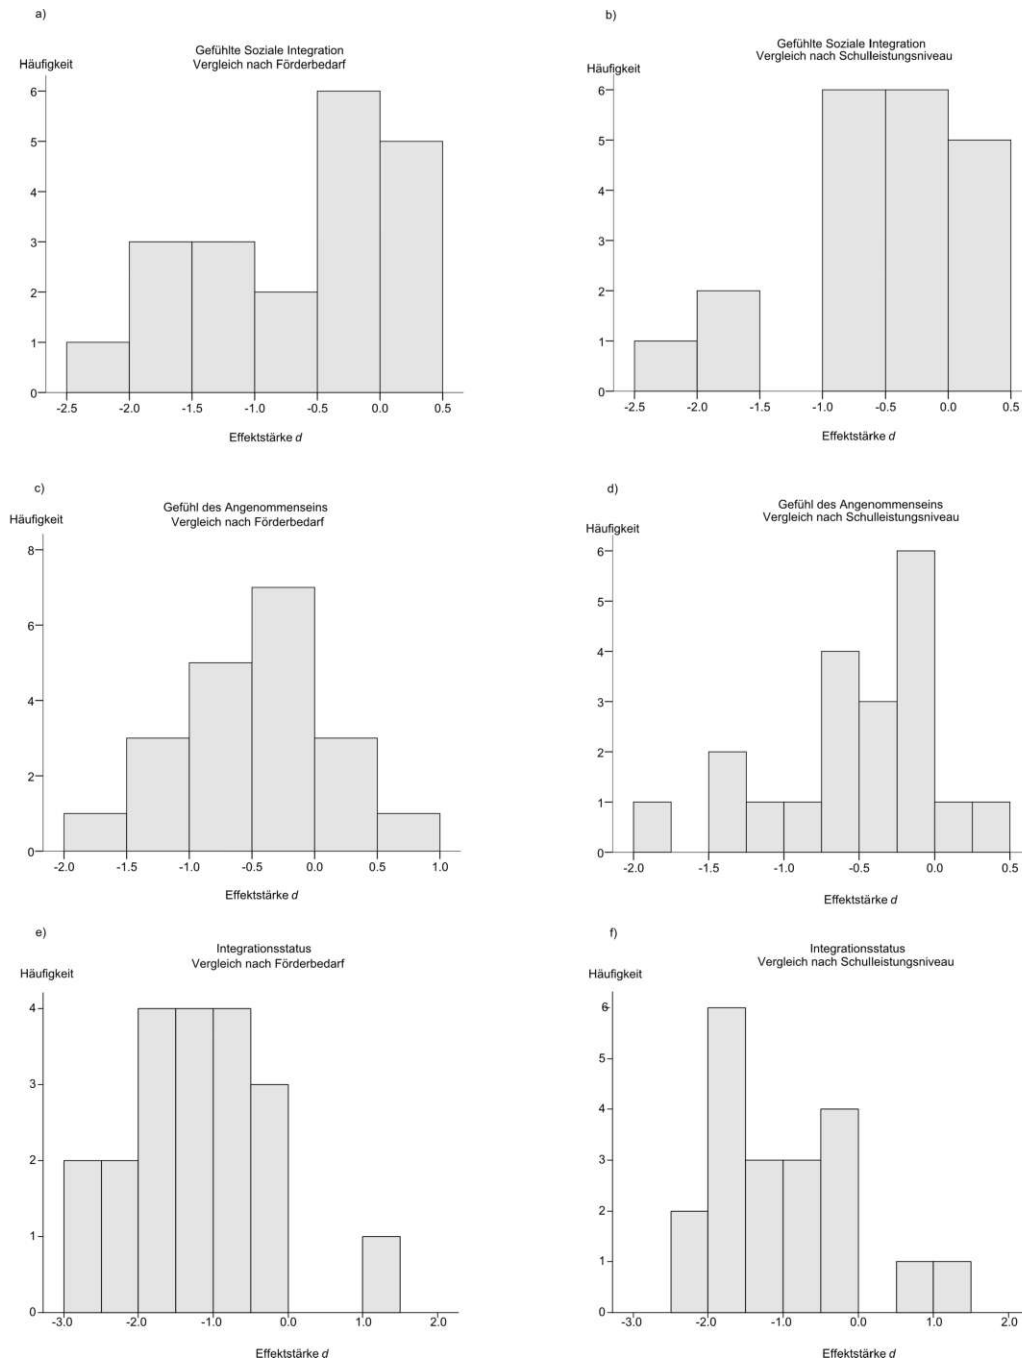 a)
Gefühlte Soziale Integration
Vergleich nach Förderbedarf
Häufigkeit
6
5
4
3
2
1
0
-2.5 -2.0 -1.5 -1.0 -0.5 0.0 0.5
Effektstärke d
b)
Gefühlte Soziale Integration
Vergleich nach Schulleistungsniveau
Häufigkeit
6
5
4
3
2
1
0
-2.5 -2.0 -1.5 -1.0 -0.5 0.0 0.5
Effektstärke d
c)
Gefühl des Angenommenseins
Vergleich nach Förderbedarf
Häufigkeit
8
6
4
2
0
-2.0 -1.5 -1.0 -0.5 0.0 0.5 1.0
Effektstärke d
d)
Gefühl des Angenommenseins
Vergleich nach Schulleistungsniveau
Häufigkeit
6
5
4
3
2
1
0
-2.0 -1.5 -1.0 -0.5 0.0 0.5
Effektstärke d
e)
Integrationsstatus
Vergleich nach Förderbedarf
Häufigkeit
4
3
2
1
0
-3.0 -2.0 -1.0 0.0 1.0 2.0
Effektstärke d
f)
Integrationsstatus
Vergleich nach Schulleistungsniveau
Häufigkeit
6
5
4
3
2
1
0
-3.0 -2.0 -1.0 0.0 1.0 2.0
Effektstärke d